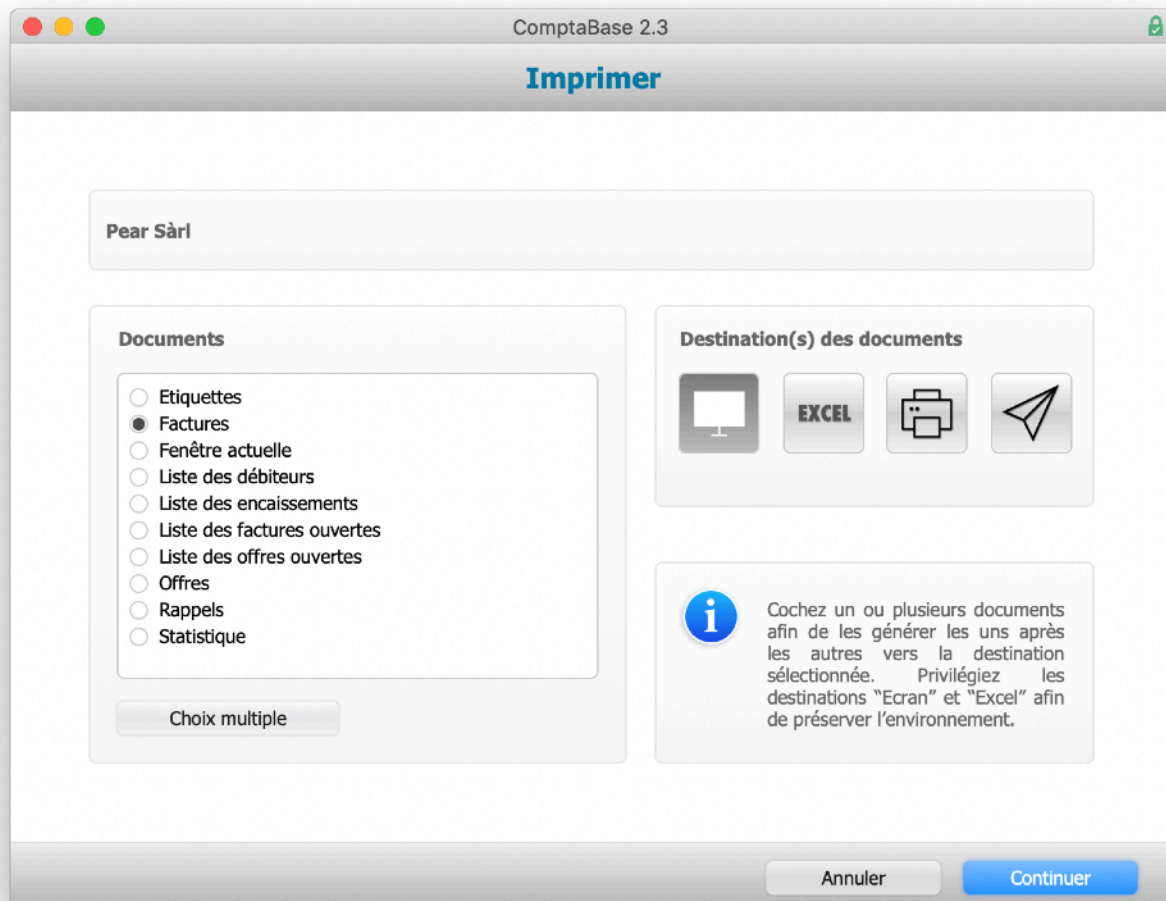 ComptaBase 2.3
Imprimer
Pear Sàrl
Documents
Etiquettes
Factures
Fenêtre actuelle
Liste des débiteurs
Liste des encaissements
Liste des factures ouvertes
Liste des offres ouvertes
Offres
Rappels
Statistique
Choix multiple
Destination(s) des documents
EXCEL
Cochez un ou plusieurs documents
afin de les générer les uns après
les autres vers la destination
sélectionnée. Privilégiez les
destinations “Ecran” et “Excel” afin
de préserver l’environnement.
Annuler
Continuer